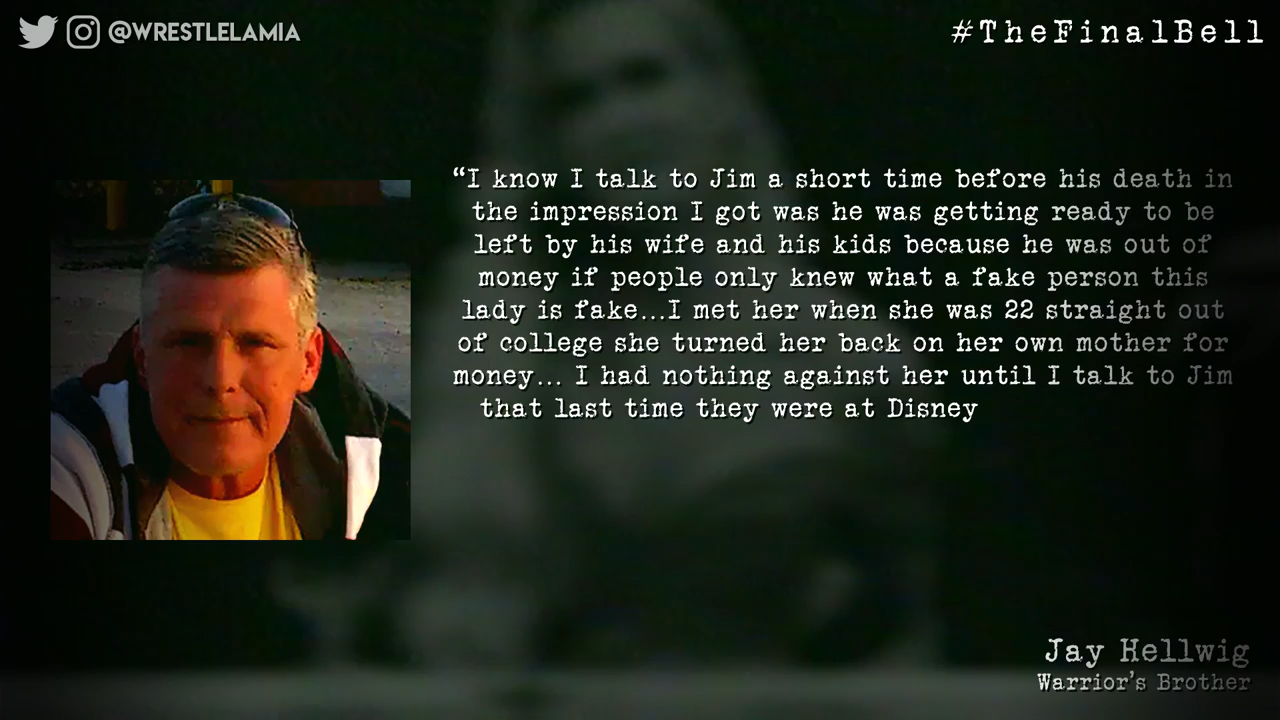 @WRESTLELAMIA
#TheFinalBell
“I know I talk to Jim a short time before his death in
the impression I got was he was getting ready to be
left by his wife and his kids because he was out of
money if people only knew what a fake person this
lady is fake...I met her when she was 22 straight out
of college she turned her back on her own mother for
money... I had nothing against her until I talk to Jim
that last time they were at Disney
Jay Hellwig
Warrior's Brother